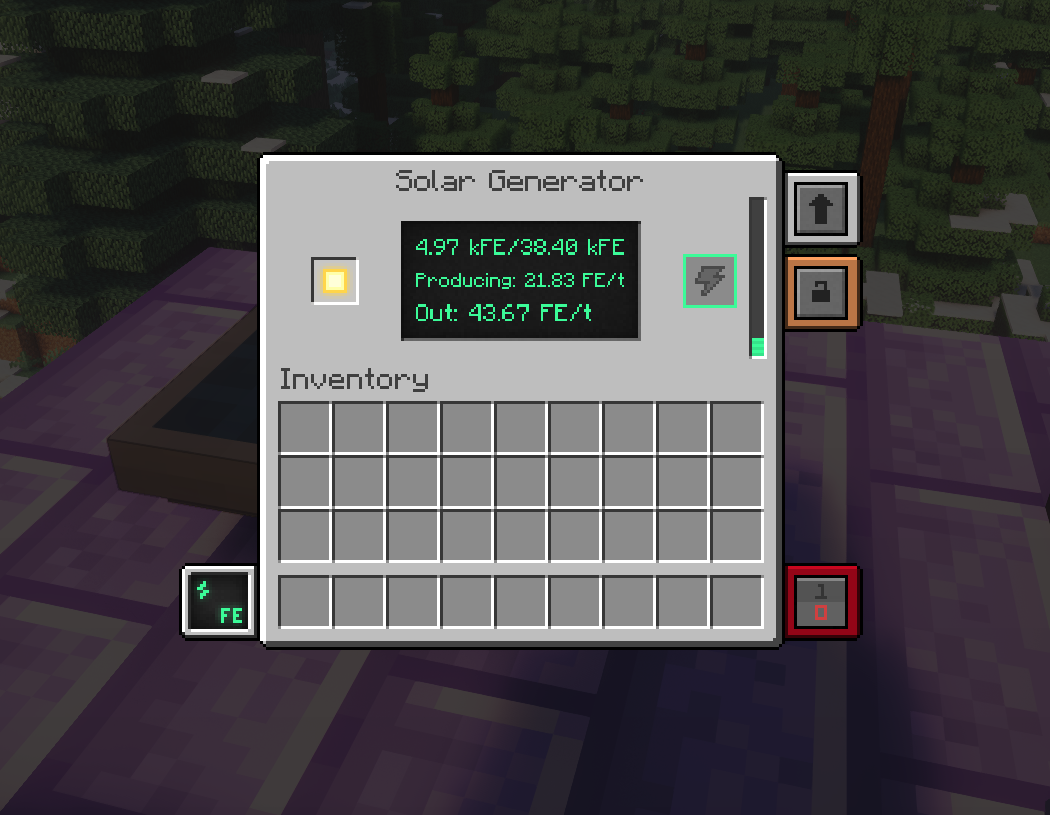 Solar Generator
4.97 kFE/38.40 kFE
Producing: 21.83 FE/t
Out: 43.67 FE/t
Inventory
FE
1
0